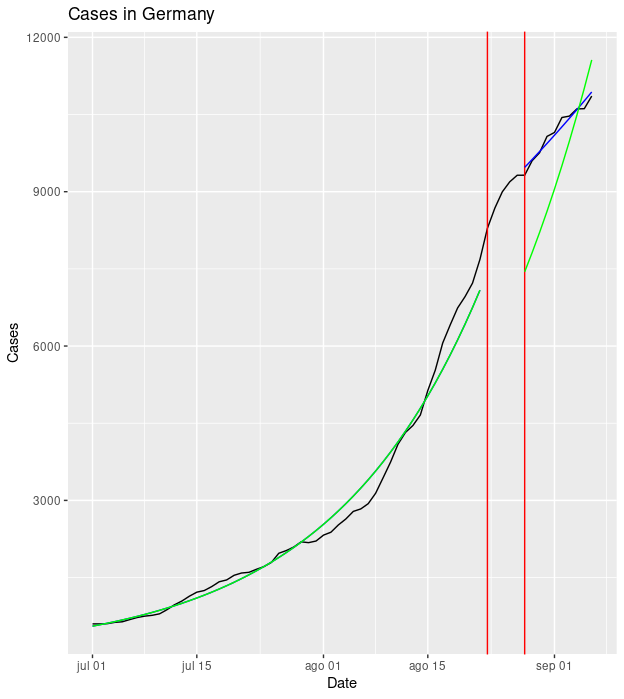 Cases in Germany
12000
9000
6000
3000
Cases
jul 01
jul 15
ago 01
ago 15
sep 01
Date